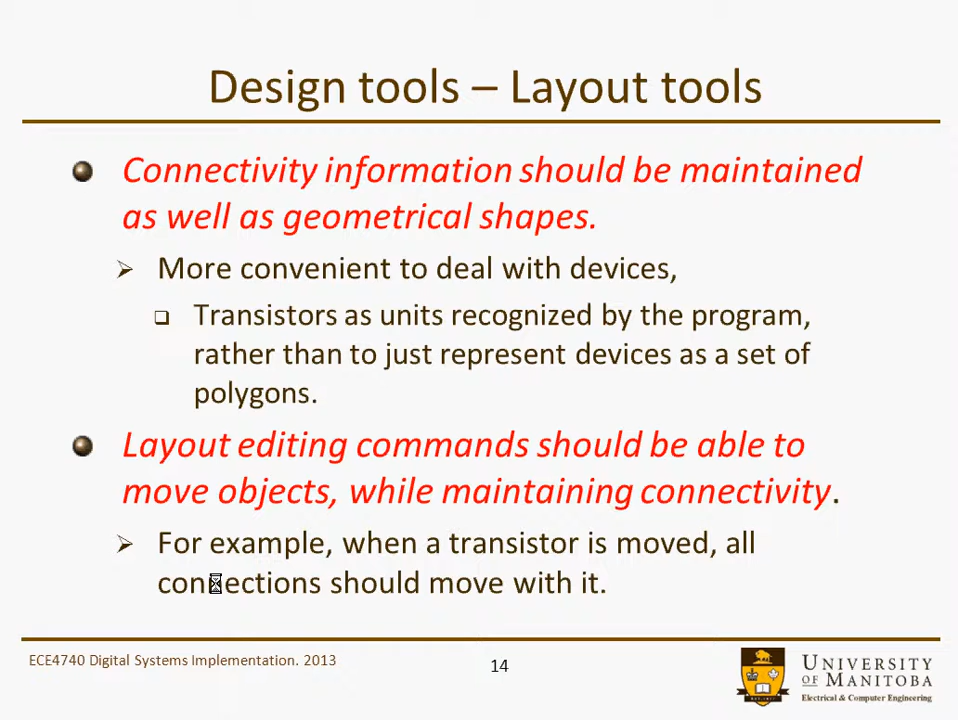 Design tools – Layout tools
Connectivity information should be maintained
as well as geometrical shapes.
More convenient to deal with devices,
Transistors as units recognized by the program,
rather than to just represent devices as a set of
polygons.
Layout editing commands should be able to
move objects, while maintaining connectivity.
For example, when a transistor is moved, all
connections should move with it.
ECE4740 Digital Systems Implementation. 2013
14
UNIVERSITY
OF MANITOBA
Electrical & Computer Engineering